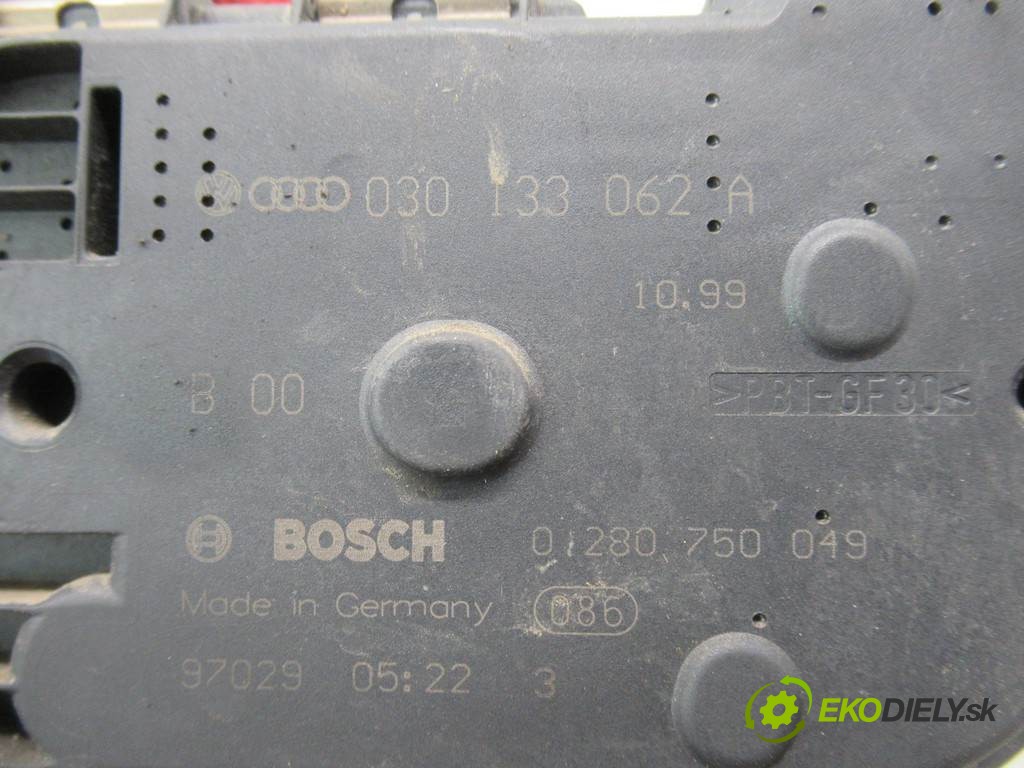 030 133 062 A
10.99
B 00
>PBT-GF30<
BOSCH 0 280 750 049
Made in Germany 086
97029 05:22 3
EKODIELY.sk